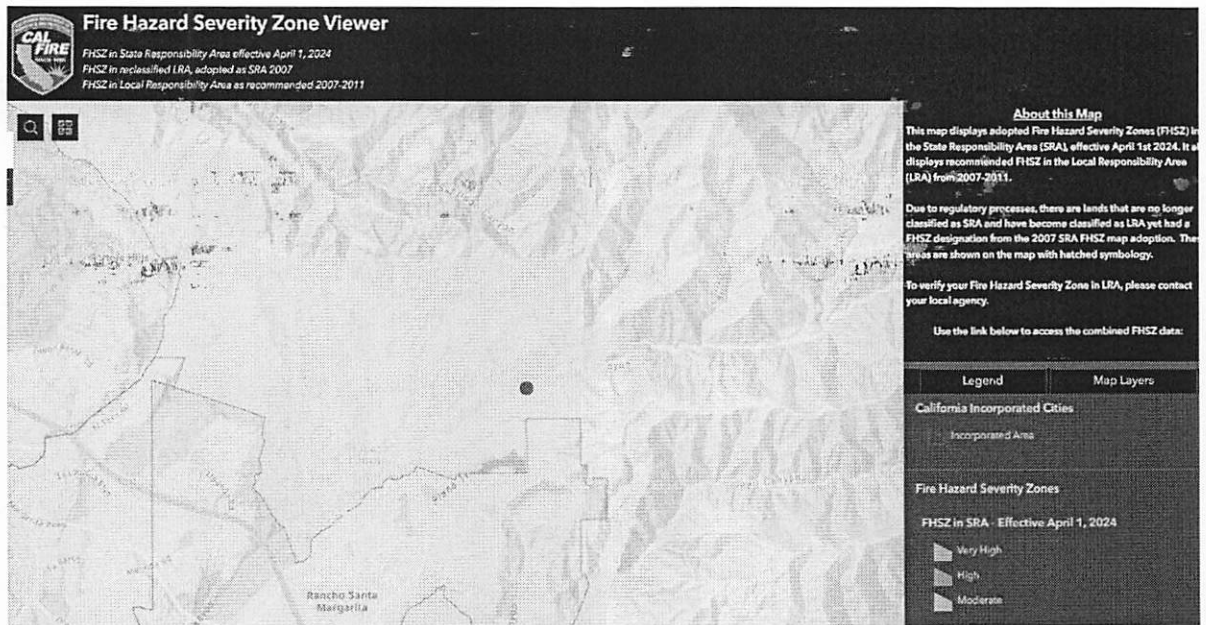 CAL
FIRE
Fire Hazard Severity Zone Viewer
FHSZ in State Responsibility Area effective April 1, 2024
FHSZ in reclassified LRA, adopted as SRA 2007
FHSZ in Local Responsibility Area as recommended 2007-2011
About this Map
This map displays adopted Fire Hazard Severity Zones (FHSZ) in
the State Responsibility Area (SRA), effective April 1st 2024. It al
displays recommended FHSZ in the Local Responsibility Area
(LRA) from 2007-2011.
Due to regulatory processes, there are lands that are no longer
classified as SRA and have become classified as LRA yet had a
FHSZ designation from the 2007 SRA FHSZ map adoption. Thes
areas are shown on the map with hatched symbology.
To verify your Fire Hazard Severity Zone in LRA, please contact
your local agency.
Use the link below to access the combined FHSZ data:
Legend
Map Layers
California Incorporated Cities
Incorporated Area
Fire Hazard Severity Zones
FHSZ in SRA - Effective April 1, 2024
Very High
High
Moderate
Rancho Santa
Margarita